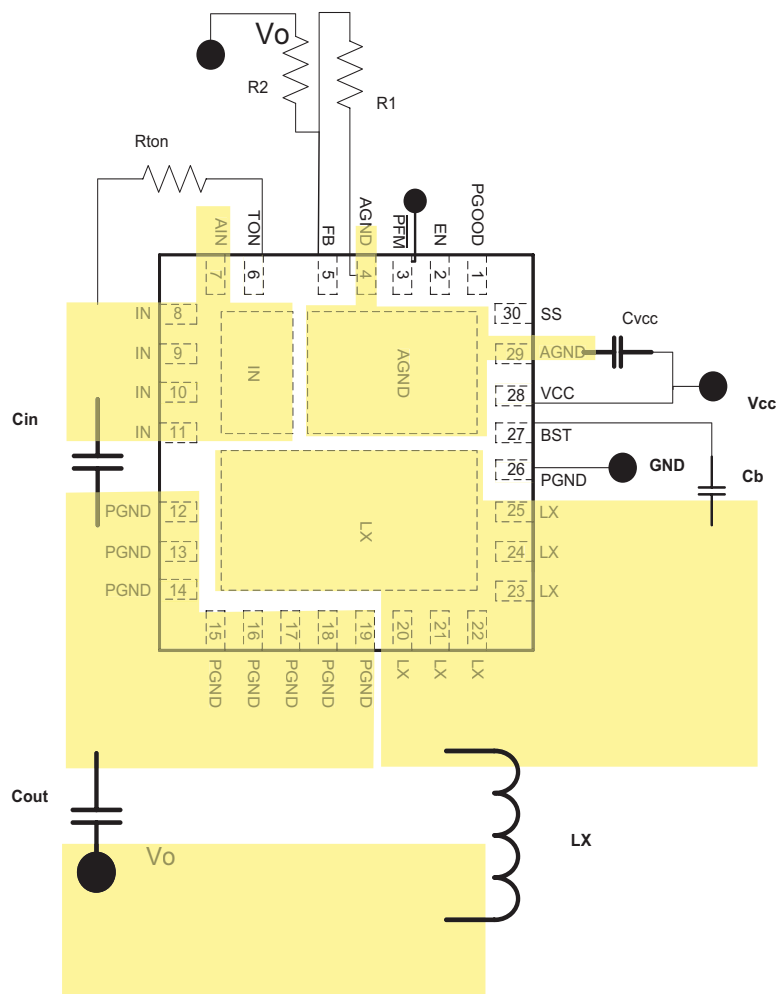 Vo
R2
R1
Rton
AIN
TON
FB
AGND
PFM
EN
PGOOD
7
6
5
4
3
2
1
IN 8
30 SS
Cvcc
IN 9
29 AGND
IN
AGND
IN 10
28 VCC
Vcc
Cin
IN 11
27 BST
26 PGND
GND
Cb
PGND 12
25 LX
LX
PGND 13
24 LX
PGND 14
23 LX
15
16
17
18
19
20
21
22
PGND
PGND
PGND
PGND
PGND
LX
LX
LX
Cout
LX
Vo